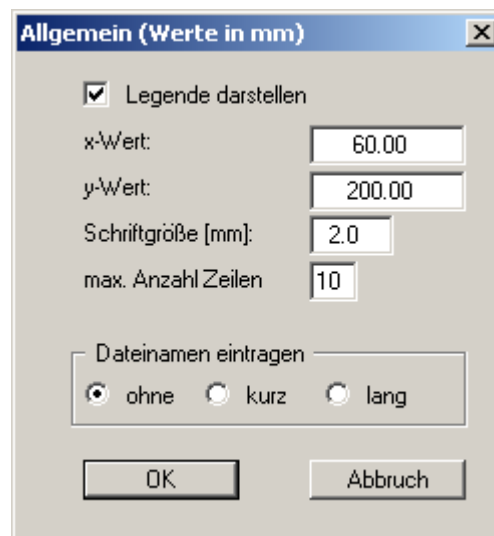 Allgemein (Werte in mm)
Legende darstellen
x-Wert: 60.00
y-Wert: 200.00
Schriftgröße [mm]: 2.0
max. Anzahl Zeilen 10
Dateinamen eintragen
ohne kurz lang
OK Abbruch